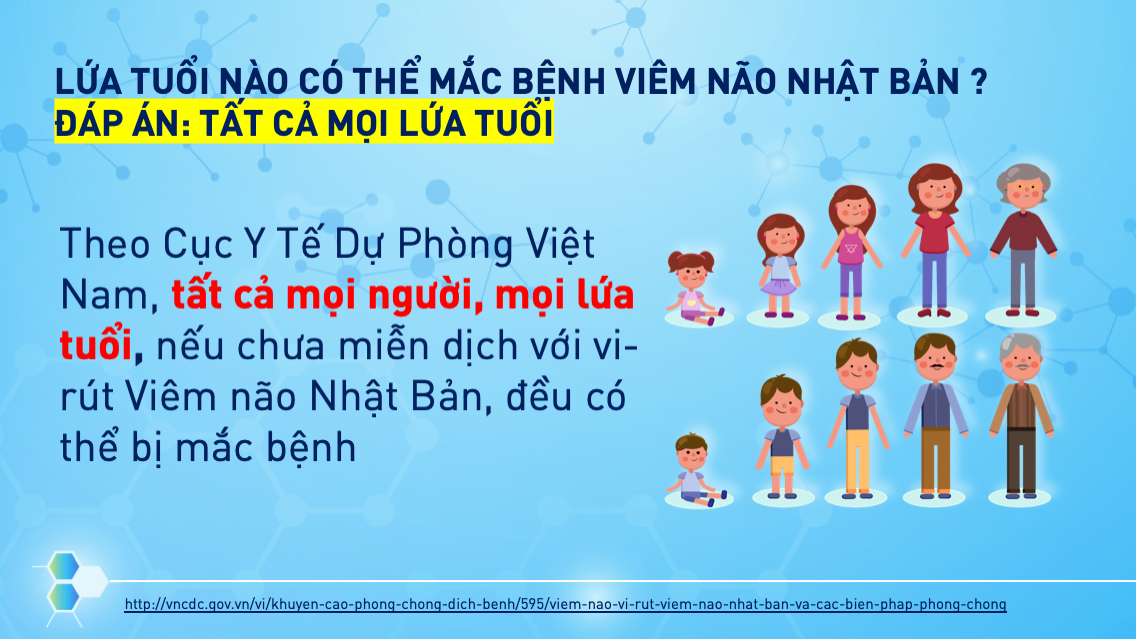 LỨA TUỔI NÀO CÓ THỂ MẮC BỆNH VIÊM NÃO NHẬT BẢN ?
ĐÁP ÁN: TẤT CẢ MỌI LỨA TUỔI
Theo Cục Y Tế Dự Phòng Việt
Nam, tất cả mọi người, mọi lứa
tuổi, nếu chưa miễn dịch với vi-
rút Viêm não Nhật Bản, đều có
thể bị mắc bệnh
http://vncdc.gov.vn/vi/khuyen-cao-phong-chong-dich-benh/595/viem-nao-vi-rut-viem-nao-nhat-ban-va-cac-bien-phap-phong-chong